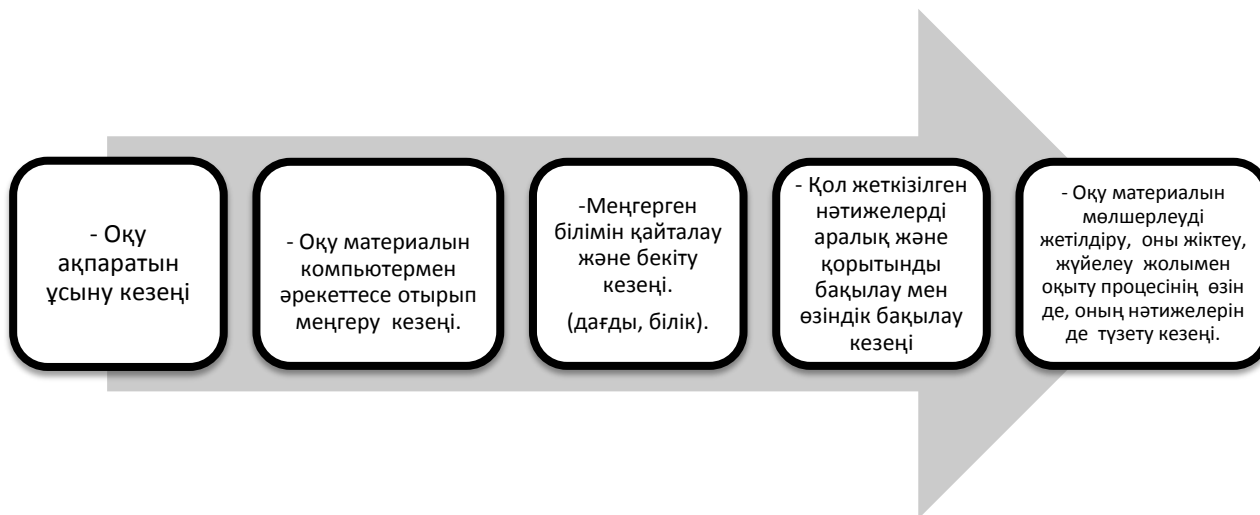 - Оқу
ақпаратын
ұсыну кезеңі
- Оқу материалын
компьютермен
әрекеттесе отырып
меңгеру кезеңі.
-Меңгерген
білімін қайталау
және бекіту
кезеңі.
(дағды, білік).
- Қол жеткізілген
нәтижелерді
аралық және
қорытынды
бақылау мен
өзіндік бақылау
кезеңі
- Оқу материалын
мөлшерлеуді
жетілдіру, оны жіктеу,
жүйелеу жолымен
оқыту процесінің өзін
де, оның нәтижелерін
де түзету кезеңі.